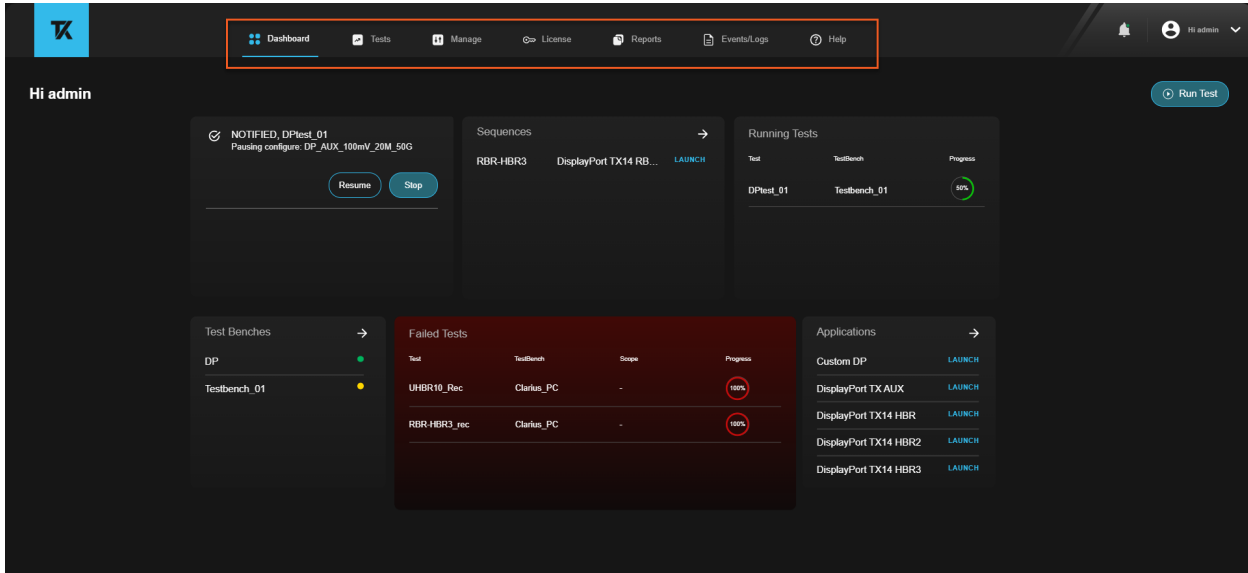 TK
Dashboard Tests Manage License Reports Events/Logs Help
Hi admin
Hi admin
Run Test
NOTIFIED, DPtest_01
Pausing configure: DP_AUX_100mV_20M_50G
Resume Stop
Sequences
RBR-HBR3 DisplayPort TX14 RB... LAUNCH
Running Tests
Test TestBench Progress
DPtest_01 Testbench_01 50%
Test Benches
DP
Testbench_01
Failed Tests
Test TestBench Scope Progress
UHBR10_Rec Clarius_PC - 100%
RBR-HBR3_rec Clarius_PC - 100%
Applications
Custom DP LAUNCH
DisplayPort TX AUX LAUNCH
DisplayPort TX14 HBR LAUNCH
DisplayPort TX14 HBR2 LAUNCH
DisplayPort TX14 HBR3 LAUNCH